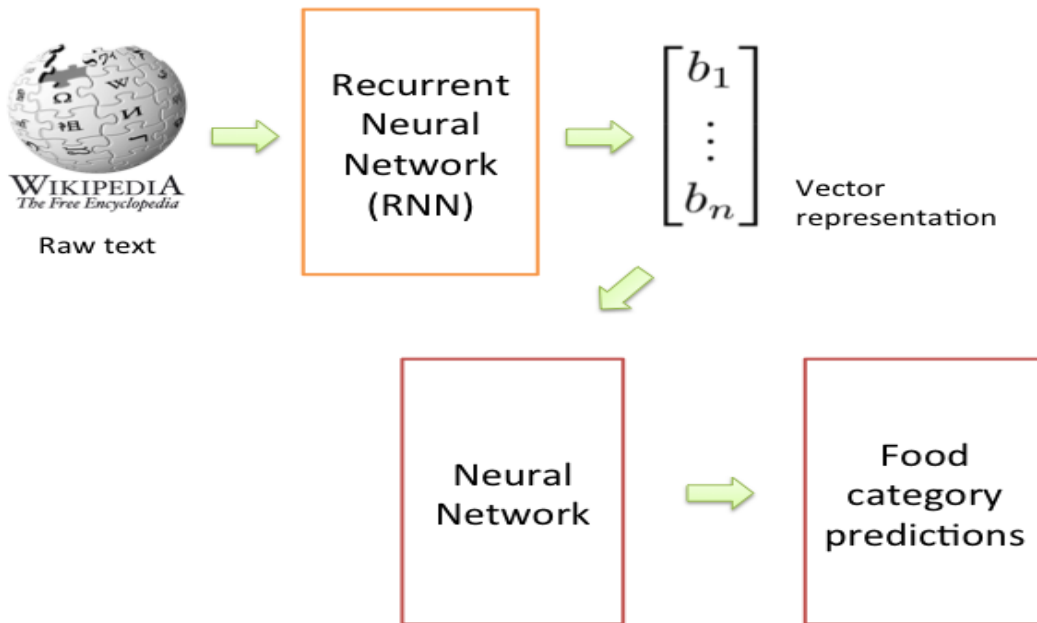 Ω
W
祖
И
WIKIPEDIA
The Free Encyclopedia
Raw text
Recurrent
Neural
Network
(RNN)
b1
⋮
bn
Vector
representation
Neural
Network
Food
category
predictions